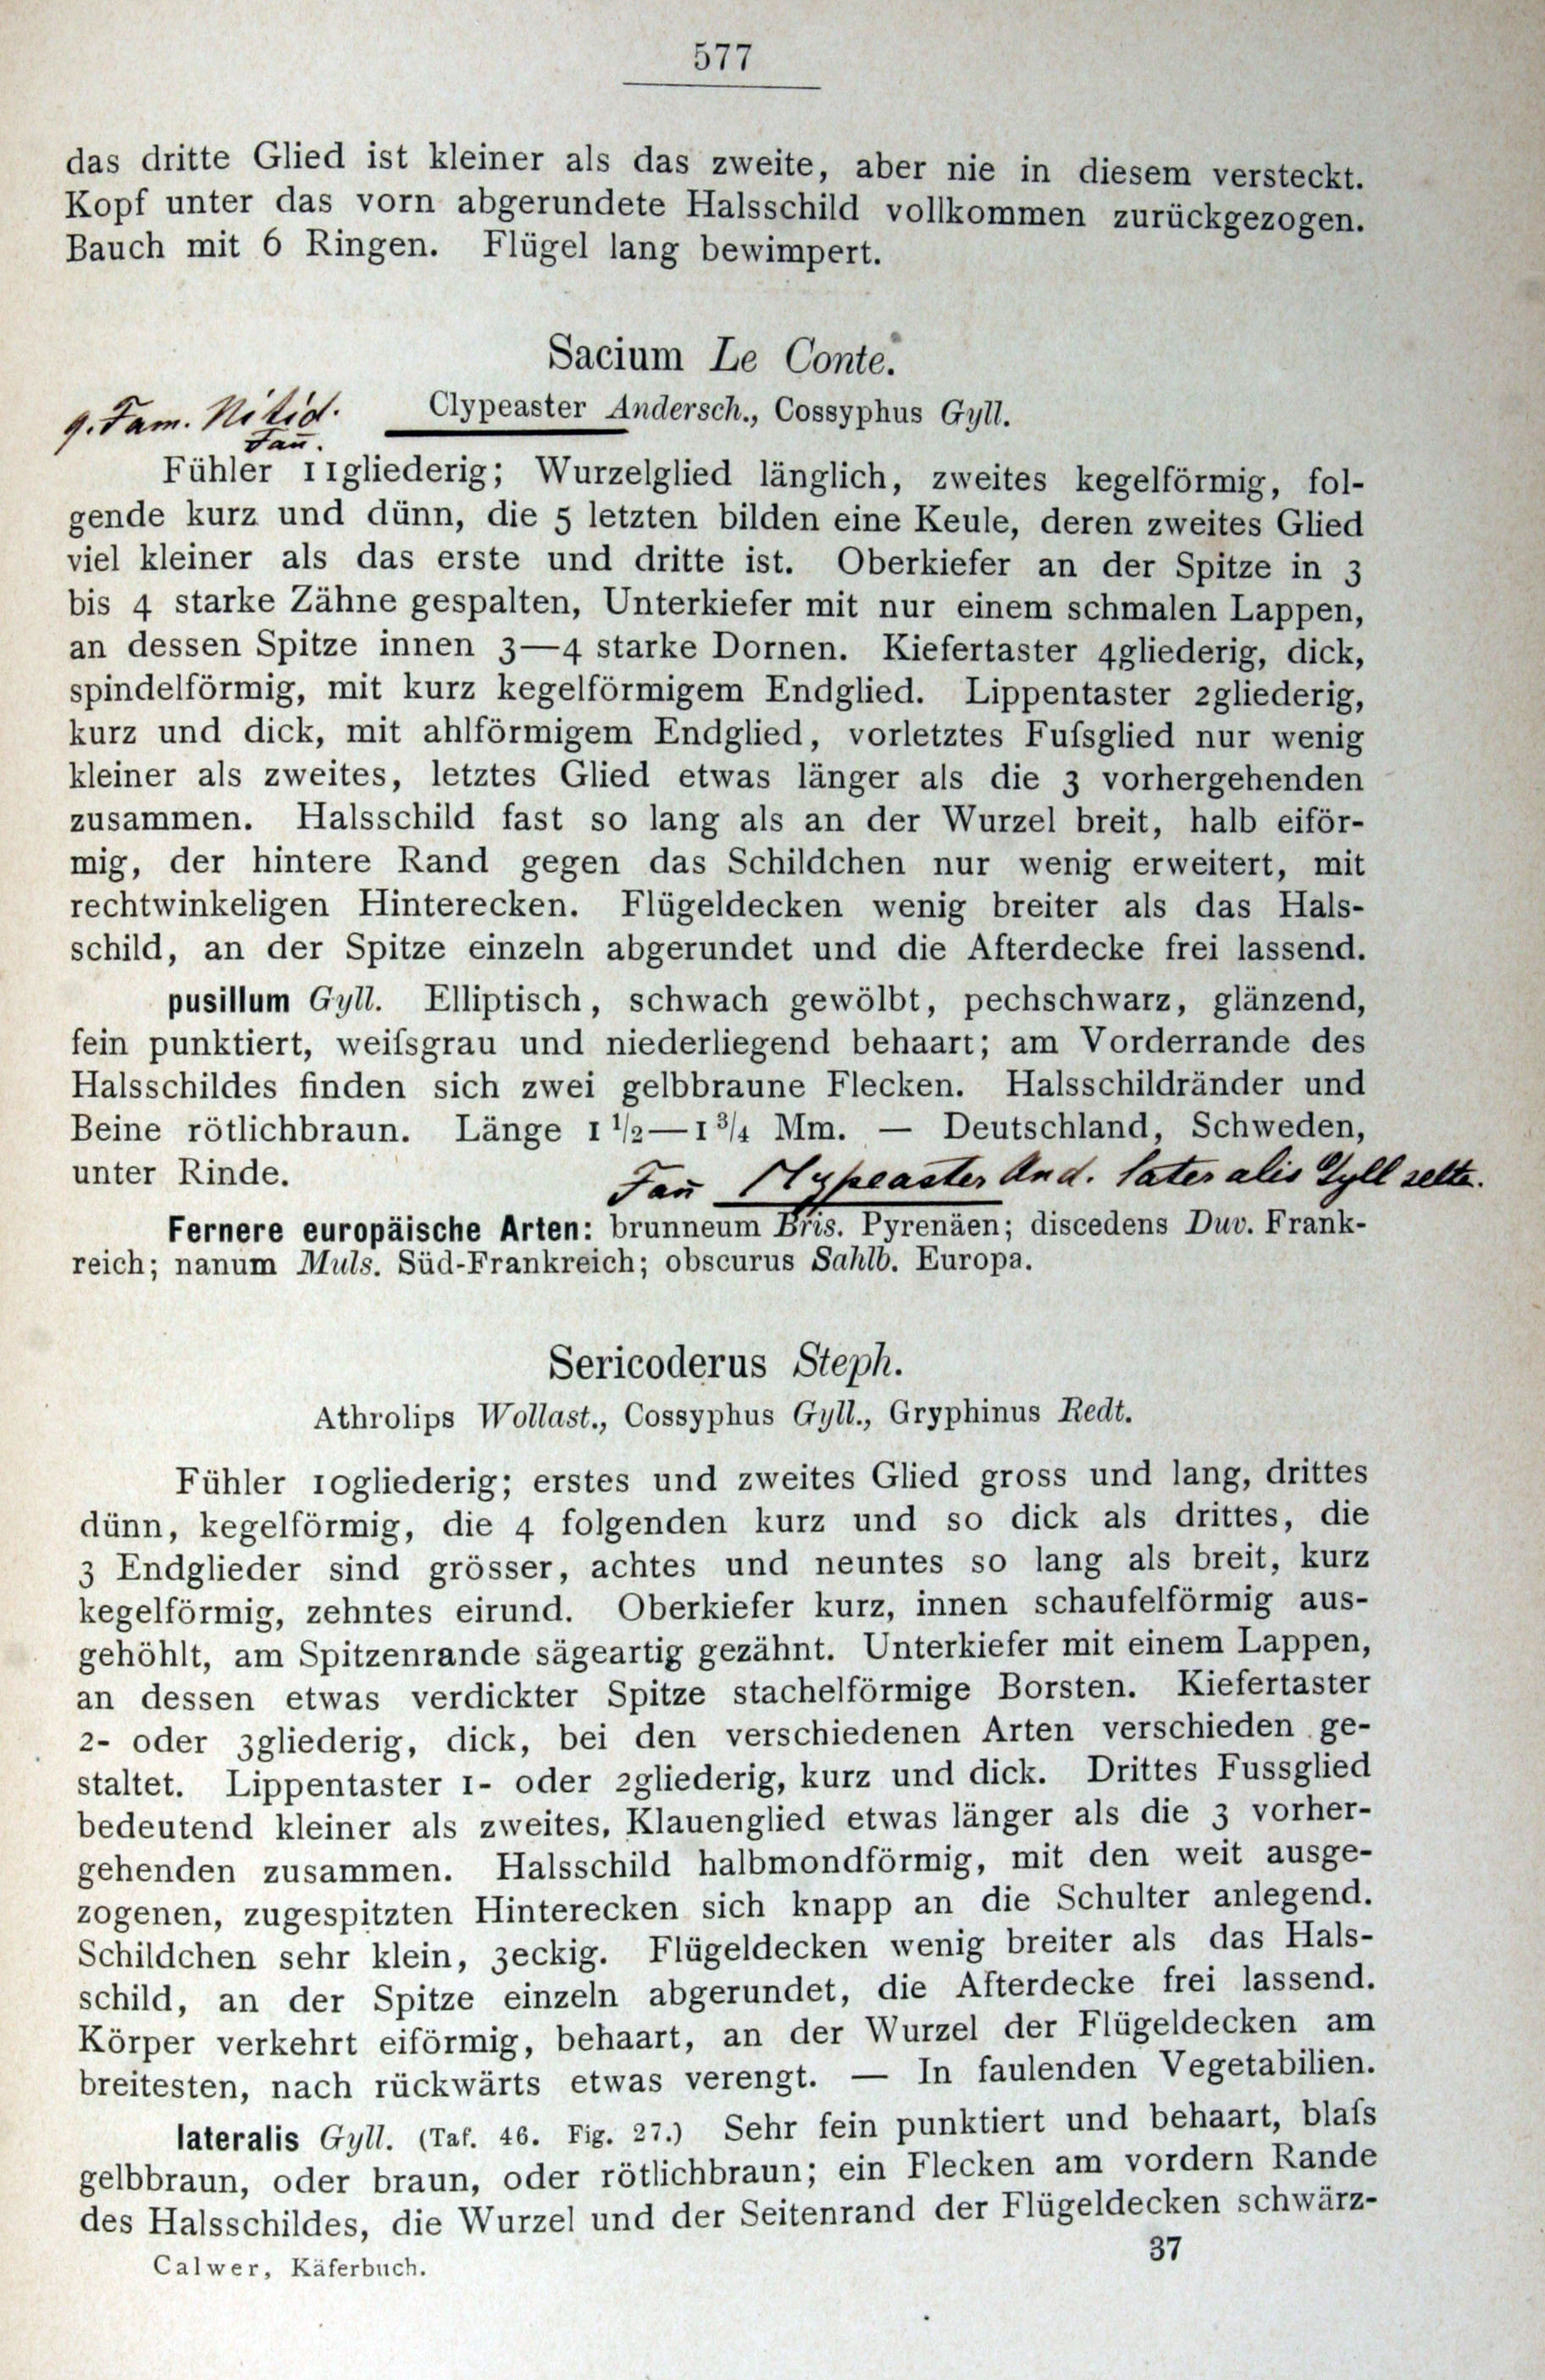 577
das dritte Glied ist kleiner als das zweite, aber nie in diesem versteckt.
Kopf unter das vorn abgerundete Halsschild vollkommen zurückgezogen.
Bauch mit 6 Ringen. Flügel lang bewimpert.
Sacium Le Conte.
9. Fam. Nitid. Clypeaster Andersch., Cossyphus Gyll.
Fañ.
Fühler 11gliederig; Wurzelglied länglich, zweites kegelförmig, fol-
gende kurz und dünn, die 5 letzten bilden eine Keule, deren zweites Glied
viel kleiner als das erste und dritte ist. Oberkiefer an der Spitze in 3
bis 4 starke Zähne gespalten, Unterkiefer mit nur einem schmalen Lappen,
an dessen Spitze innen 3—4 starke Dornen. Kiefertaster 4gliederig, dick,
spindelförmig, mit kurz kegelförmigem Endglied. Lippentaster 2gliederig,
kurz und dick, mit ahlförmigem Endglied, vorletztes Fuſsglied nur wenig
kleiner als zweites, letztes Glied etwas länger als die 3 vorhergehenden
zusammen. Halsschild fast so lang als an der Wurzel breit, halb eiför-
mig, der hintere Rand gegen das Schildchen nur wenig erweitert, mit
rechtwinkeligen Hinterecken. Flügeldecken wenig breiter als das Hals-
schild, an der Spitze einzeln abgerundet und die Afterdecke frei lassend.
pusillum Gyll. Elliptisch, schwach gewölbt, pechschwarz, glänzend,
fein punktiert, weiſsgrau und niederliegend behaart; am Vorderrande des
Halsschildes finden sich zwei gelbbraune Flecken. Halsschildränder und
Beine rötlichbraun. Länge 1 1/2—1 3/4 Mm. — Deutschland, Schweden,
unter Rinde.
Fañ Clypeaster And. lateralis Gyll
Fernere europäische Arten: brunneum Bris. Pyrenäen; discedens Duv. Frank-
reich; nanum Muls. Süd-Frankreich; obscurus Sahlb. Europa.
Sericoderus Steph.
Athrolips Wollast., Cossyphus Gyll., Gryphinus Redt.
Fühler 10gliederig; erstes und zweites Glied gross und lang, drittes
dünn, kegelförmig, die 4 folgenden kurz und so dick als drittes, die
3 Endglieder sind grösser, achtes und neuntes so lang als breit, kurz
kegelförmig, zehntes eirund. Oberkiefer kurz, innen schaufelförmig aus-
gehöhlt, am Spitzenrande sägeartig gezähnt. Unterkiefer mit einem Lappen,
an dessen etwas verdickter Spitze stachelförmige Borsten. Kiefertaster
2- oder 3gliederig, dick, bei den verschiedenen Arten verschieden ge-
staltet. Lippentaster 1- oder 2gliederig, kurz und dick. Drittes Fussglied
bedeutend kleiner als zweites, Klauenglied etwas länger als die 3 vorher-
gehenden zusammen. Halsschild halbmondförmig, mit den weit ausge-
zogenen, zugespitzten Hinterecken sich knapp an die Schulter anlegend.
Schildchen sehr klein, 3eckig. Flügeldecken wenig breiter als das Hals-
schild, an der Spitze einzeln abgerundet, die Afterdecke frei lassend.
Körper verkehrt eiförmig, behaart, an der Wurzel der Flügeldecken am
breitesten, nach rückwärts etwas verengt. — In faulenden Vegetabilien.
lateralis Gyll. (Taf. 46. Fig. 27.) Sehr fein punktiert und behaart, blaſs
gelbbraun, oder braun, oder rötlichbraun; ein Flecken am vordern Rande
des Halsschildes, die Wurzel und der Seitenrand der Flügeldecken schwärz-
Calwer, Käferbuch. 37